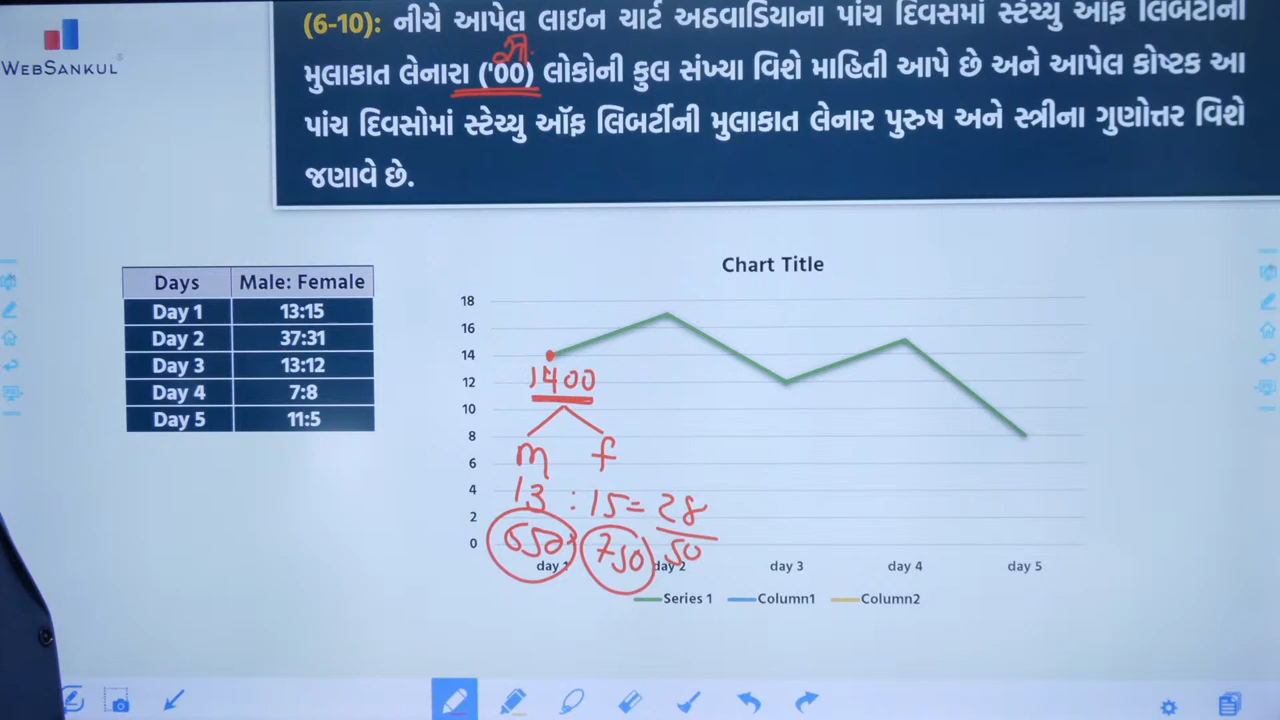 (6-10): નીચે આપેલ લાઇન ચાર્ટ અઠવાડિયાના પાંચ દિવસમાં સ્ટેચ્યુ ઑફ લિબર્ટીની
મુલાકાત લેનારા ('00) લોકોની કુલ સંખ્યા વિશે માહિતી આપે છે અને આપેલ કોષ્ટક આ
પાંચ દિવસોમાં સ્ટેચ્યુ ઑફ લિબર્ટીની મુલાકાત લેનાર પુરુષ અને સ્ત્રીના ગુણોત્તર વિશે
જણાવે છે.
WEBSANKUL
Days Male: Female
Day 1 13:15
Day 2 37:31
Day 3 13:12
Day 4 7:8
Day 5 11:5
Chart Title
18
16
14
12
10
8
6
4
2
0
1400
m f
13 : 15 = 28
650 750 50
day 1 day 2 day 3 day 4 day 5
Series 1 Column1 Column2